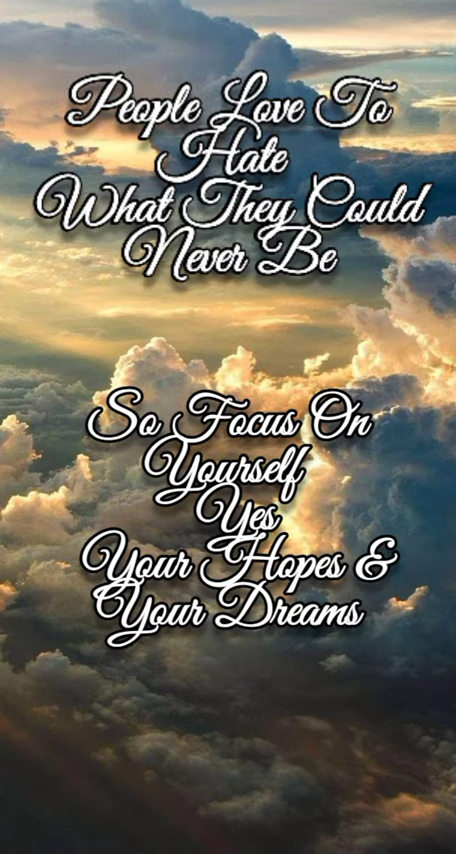 People Love To
Hate
What They Could
Never Be
So Focus On
Yourself
Yes
Your Hopes &
Your Dreams